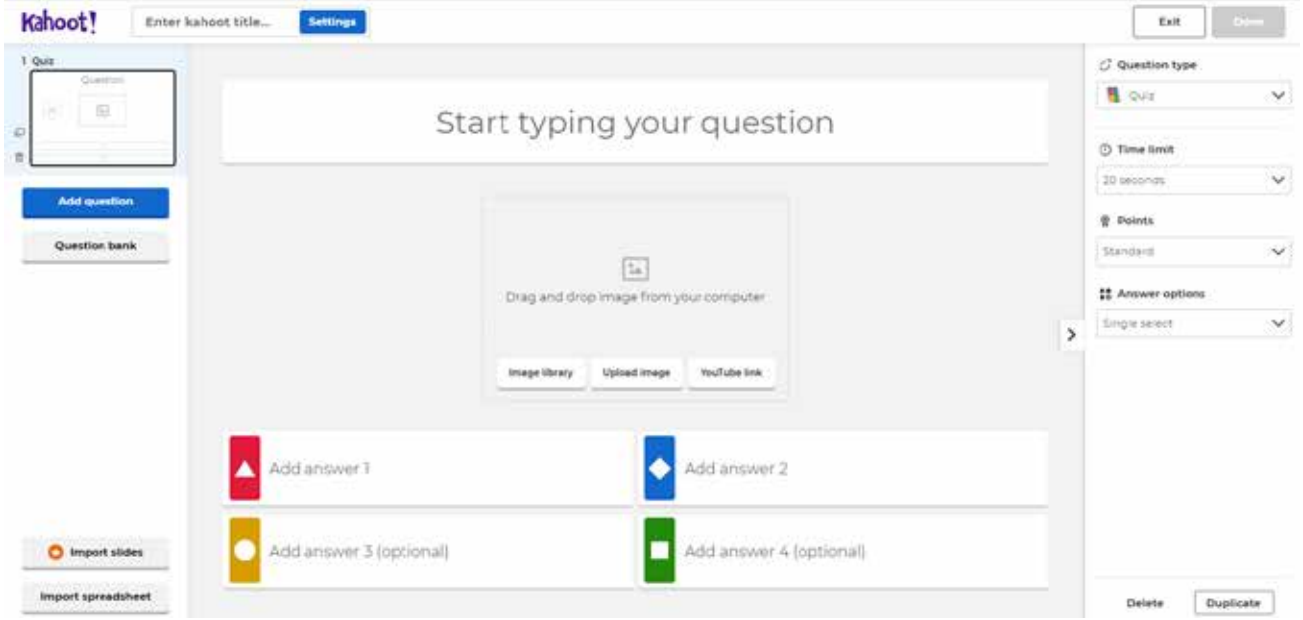 Kahoot!
Enter kahoot title...
Settings
Exit
Done
1 Quiz
Question
Add question
Question bank
Import slides
Import spreadsheet
Start typing your question
Drag and drop image from your computer
Image library
Upload image
YouTube link
Add answer 1
Add answer 2
Add answer 3 (optional)
Add answer 4 (optional)
Question type
Quiz
Time limit
20 seconds
Points
Standard
Answer options
Single select
Delete
Duplicate